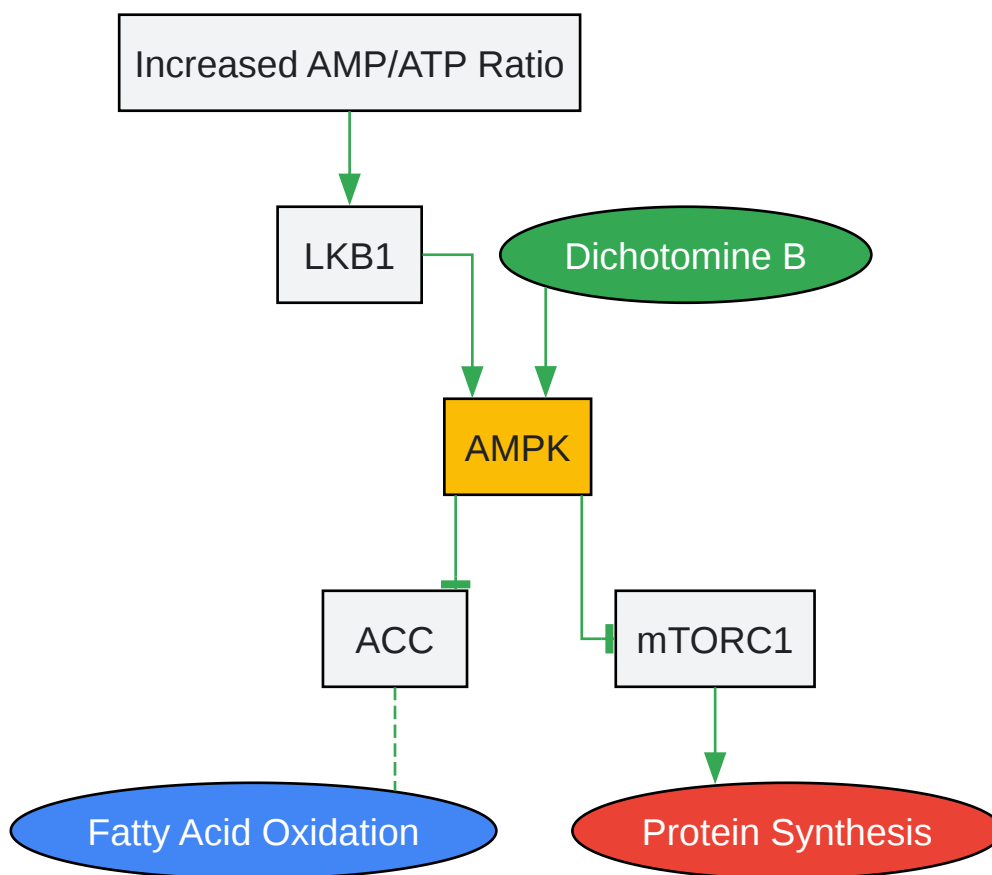 Increased AMP/ATP Ratio
LKB1
Dichotomine B
AMPK
ACC
mTORC1
Fatty Acid Oxidation
Protein Synthesis